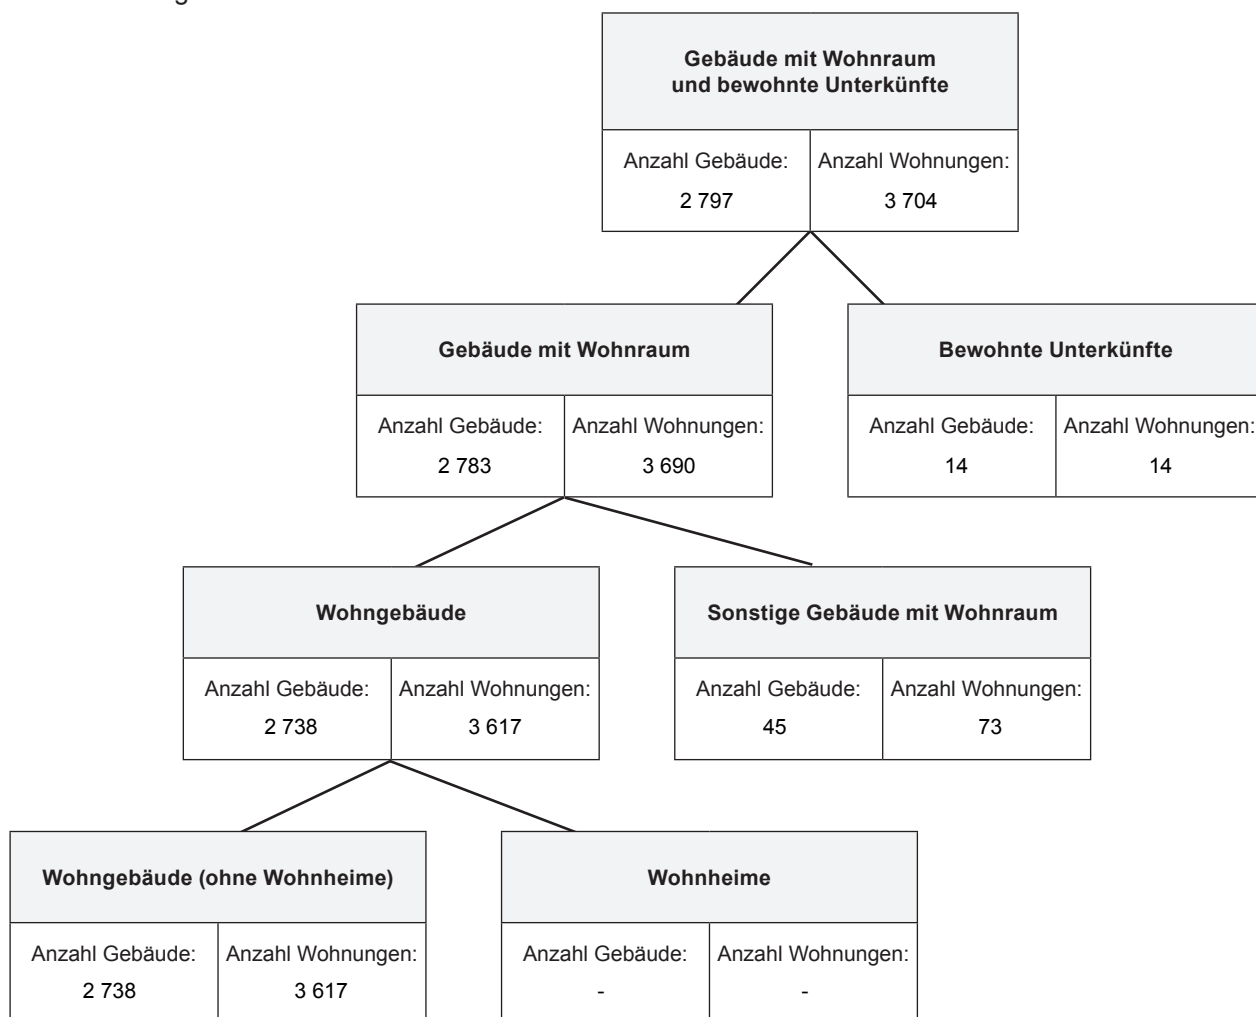 Gebäude mit Wohnraum
und bewohnte Unterkünfte
Anzahl Gebäude:
2 797
Anzahl Wohnungen:
3 704
Gebäude mit Wohnraum
Anzahl Gebäude:
2 783
Anzahl Wohnungen:
3 690
Bewohnte Unterkünfte
Anzahl Gebäude:
14
Anzahl Wohnungen:
14
Wohngebäude
Anzahl Gebäude:
2 738
Anzahl Wohnungen:
3 617
Sonstige Gebäude mit Wohnraum
Anzahl Gebäude:
45
Anzahl Wohnungen:
73
Wohngebäude (ohne Wohnheime)
Anzahl Gebäude:
2 738
Anzahl Wohnungen:
3 617
Wohnheime
Anzahl Gebäude:
-
Anzahl Wohnungen:
-